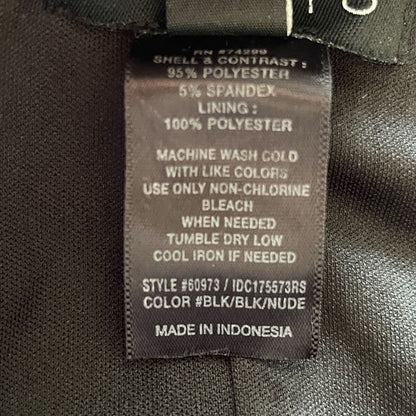 RN #74299
SHELL & CONTRAST :
95% POLYESTER
5% SPANDEX
LINING :
100% POLYESTER
MACHINE WASH COLD
WITH LIKE COLORS
USE ONLY NON-CHLORINE
BLEACH
WHEN NEEDED
TUMBLE DRY LOW
COOL IRON IF NEEDED
STYLE #60973 / IDC175573RS
COLOR #BLK/BLK/NUDE
MADE IN INDONESIA